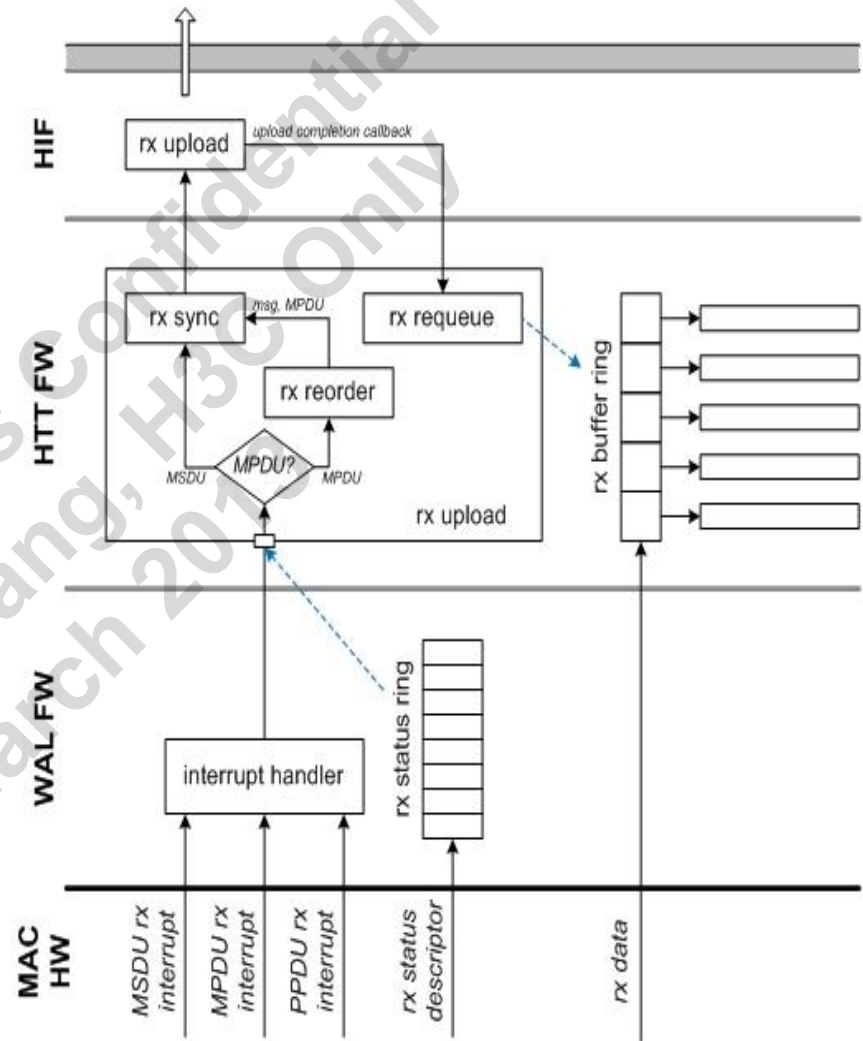 HIF
rx upload
upload completion callback
HTT FW
rx sync
msg, MPDU
rx requeue
rx reorder
MPDU?
MSDU
MPDU
rx upload
rx buffer ring
WAL FW
interrupt handler
rx status ring
MAC
HW
MSDU rx
interrupt
MPDU rx
interrupt
PPDU rx
interrupt
rx status
descriptor
rx data
s Confidential
ang, H3C Only
arch 201